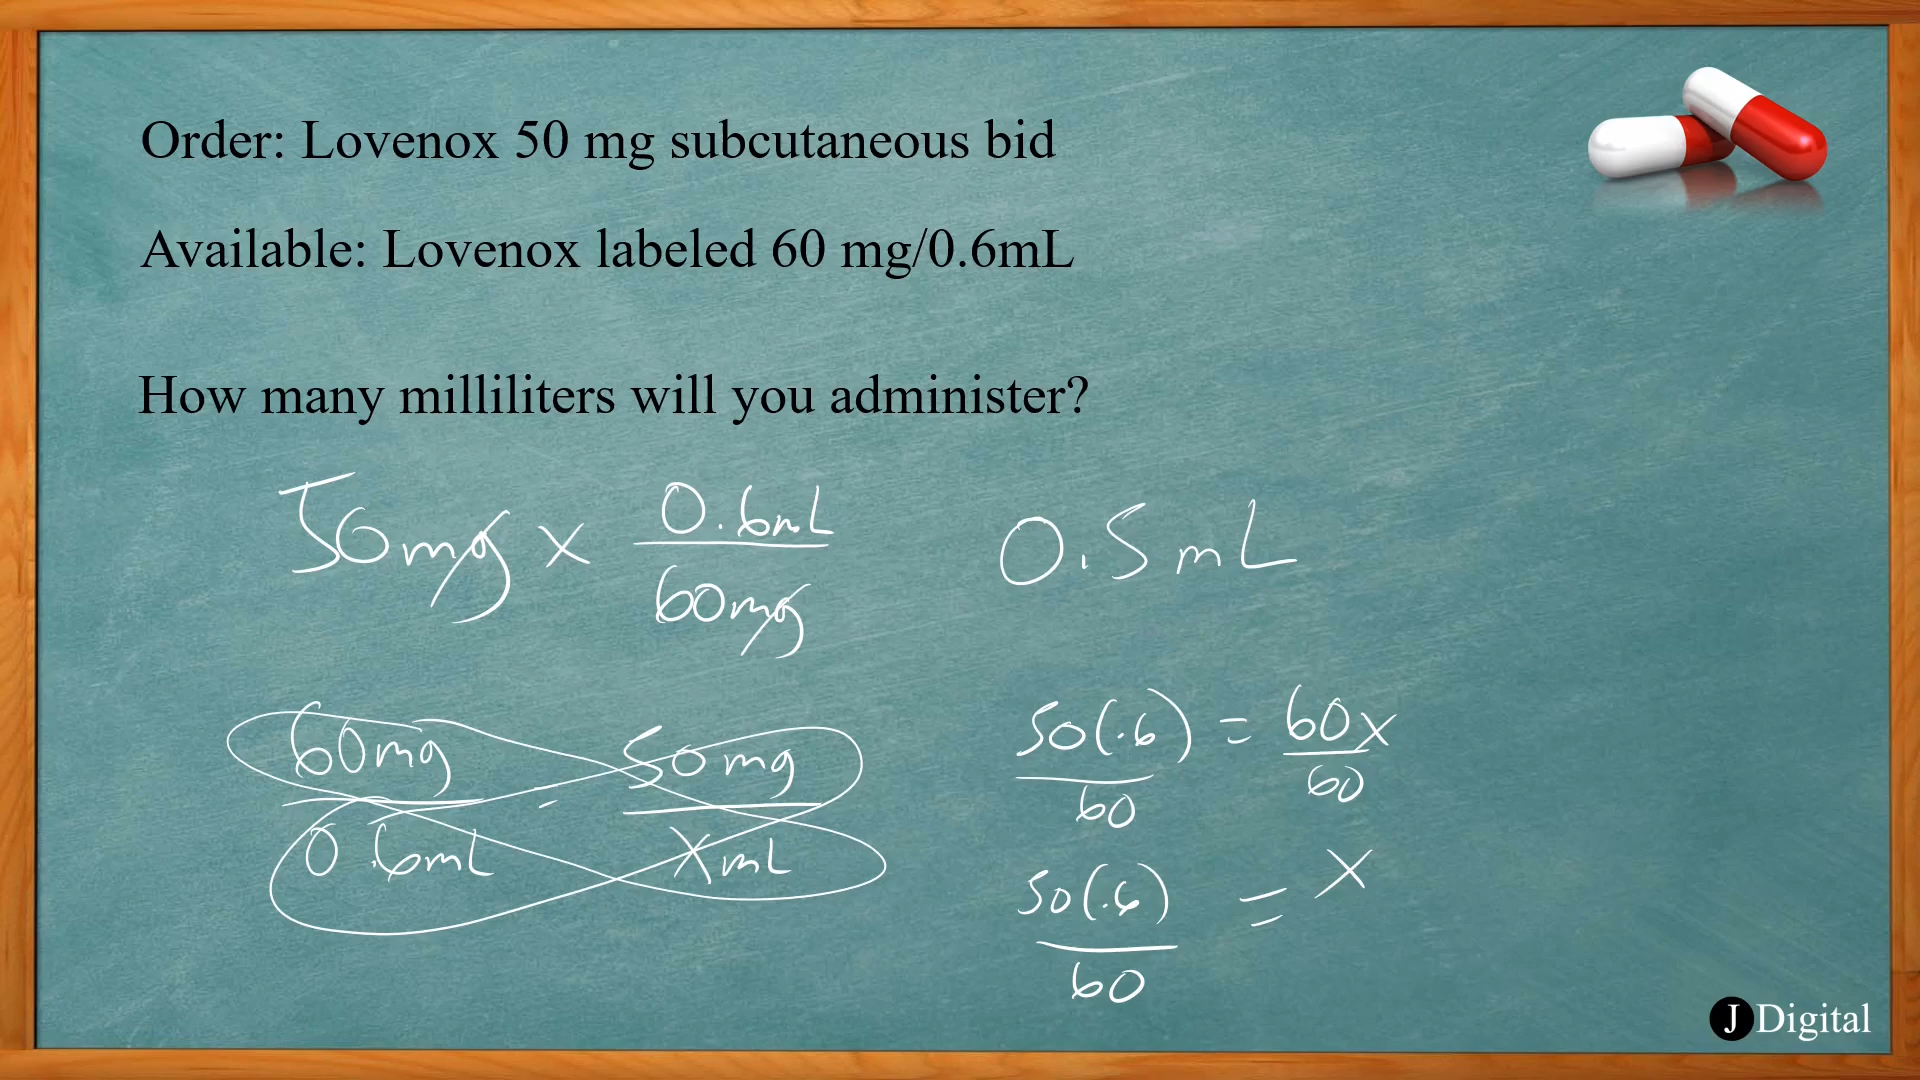 Order: Lovenox 50 mg subcutaneous bid
Available: Lovenox labeled 60 mg/0.6mL
How many milliliters will you administer?
50mg x 0.6mL
60mg
0.5mL
60mg = 50mg
0.6mL XmL
50(.6) = 60x
60 60
50(.6) = x
60
J Digital